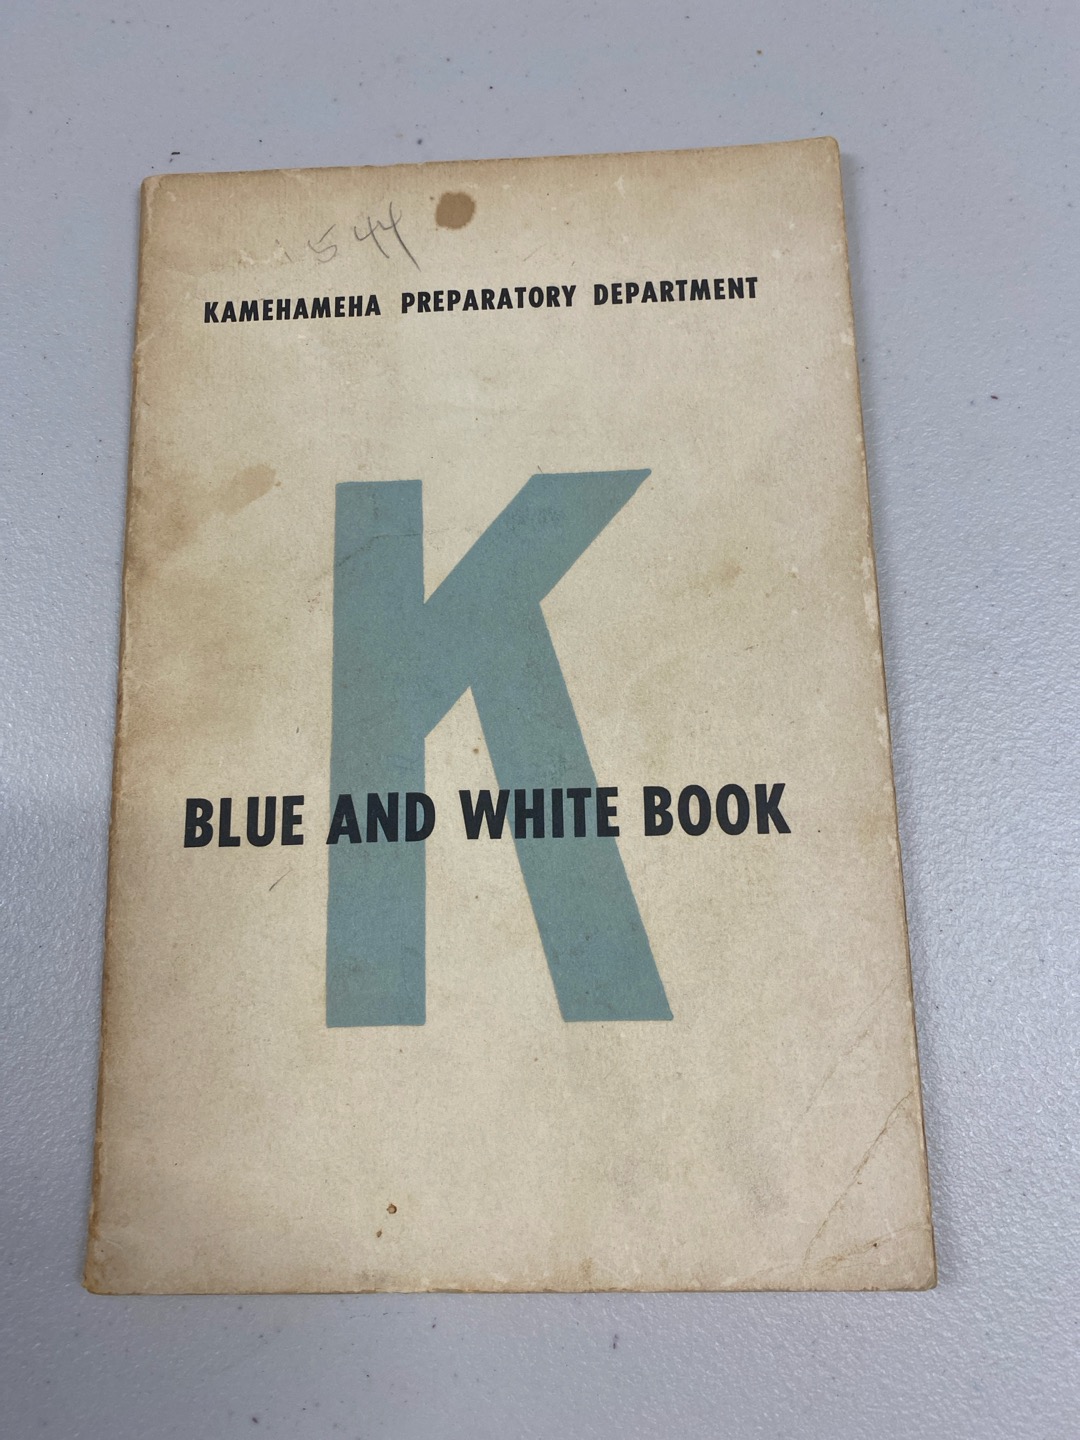 544
KAMEHAMEHA PREPARATORY DEPARTMENT
K
BLUE AND WHITE BOOK